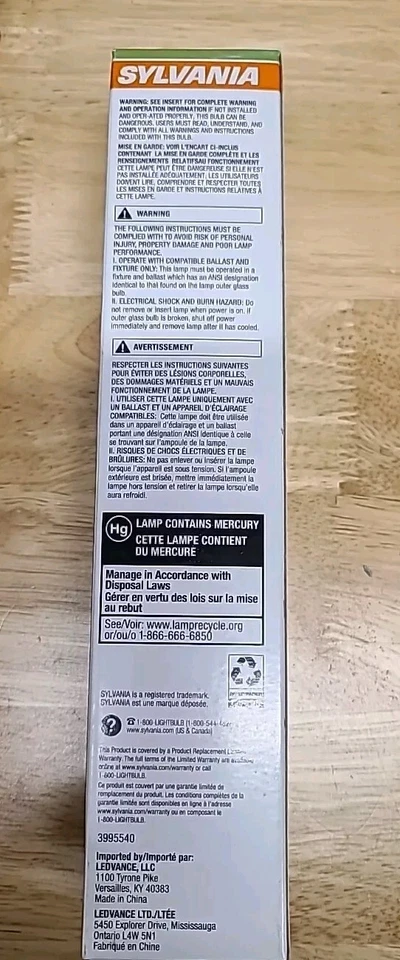 SYLVANIA
WARNING: SEE INSERT FOR COMPLETE WARNING
AND OPERATION INFORMATION IF NOT INSTALLED
AND OPER-ATED PROPERLY, THIS BULB CAN BE
DANGEROUS. USERS MUST READ, UNDERSTAND, AND
COMPLY WITH ALL WARNINGS AND INSTRUCTIONS
INCLUDED WITH THIS BULB.
MISE EN GARDE: VOIR L'ENCART CI-INCLUS
CONTENANT LA MISE EN GARDE COMPLÈTE ET LES
RENSEIGNEMENTS RELATIFSAU FONCTIONNEMENT
CETTE LAMPE PEUT ÊTRE DANGEREUSE SI ELLE N'EST
PAS INSTALLÉE ADÉQUATEMENT, LES UTILISATEURS
DOIVENT LIRE, COMPRENDRE ET RESPECTER TOUTES
LES MISES EN GARDE ET INSTRUCTIONS RELATIVES À
CETTE LAMPE.
WARNING
THE FOLLOWING INSTRUCTIONS MUST BE
COMPLIED WITH TO AVOID RISK OF PERSONAL
INJURY, PROPERTY DAMAGE AND POOR LAMP
PERFORMANCE.
I. OPERATE WITH COMPATIBLE BALLAST AND
FIXTURE ONLY: This lamp must be operated in a
fixture and ballast which has an ANSI designation
identical to that found on the lamp outer glass
bulb.
II. ELECTRICAL SHOCK AND BURN HAZARD: Do
not remove or insert lamp when power is on. If
outer glass bulb is broken, shut off power
immediately and remove lamp after it has cooled.
AVERTISSEMENT
RESPECTER LES INSTRUCTIONS SUIVANTES
POUR ÉVITER DES LÉSIONS CORPORELLES,
DES DOMMAGES MATÉRIELS ET UN MAUVAIS
FONCTIONNEMENT DE LA LAMPE.
I. UTILISER CETTE LAMPE UNIQUEMENT AVEC
UN BALLAST ET UN APPAREIL D'ÉCLAIRAGE
COMPATIBLES: Cette lampe doit être utilisée
dans un appareil d'éclairage et un ballast
portant une désignation ANSI identique à celle
se trouvant sur l'ampoule de la lampe.
II. RISQUES DE CHOCS ÉLECTRIQUES ET DE
BRÛLURES: Ne pas enlever ou insérer la lampe
lorsque l'appareil est sous tension. Si l'ampoule
extérieure est brisée, mettre immédiatement la
lampe hors tension et retirer la lampe lorsqu'elle
aura refroidi.
Hg LAMP CONTAINS MERCURY
CETTE LAMPE CONTIENT
DU MERCURE
Manage in Accordance with
Disposal Laws
Gérer en vertu des lois sur la mise
au rebut
See/Voir: www.lamprecycle.org
or/ou/o 1-866-666-6850
SYLVANIA is a registered trademark.
SYLVANIA est une marque déposée.
1-800-LIGHTBULB (1-800-544-
www.sylvania.com (US & Canada)
This Product is covered by a Product Replacement
Warranty. The full terms of the Limited Warranty are available
online at www.sylvania.com/warranty or call
1-800-LIGHTBULB.
Ce produit est couvert par une garantie limitée de
remplacement du produit. Les conditions complètes de la
garantie limitée sont disponibles en ligne à l'adresse
www.sylvania.com/warranty ou en composant le
1-800-LIGHTBULB.
3995540
Imported by/Importé par:
LEDVANCE, LLC
1100 Tyrone Pike
Versailles, KY 40383
Made in China
LEDVANCE LTD./LTÉE
5450 Explorer Drive, Mississauga
Ontario L4W 5N1
Fabriqué en Chine